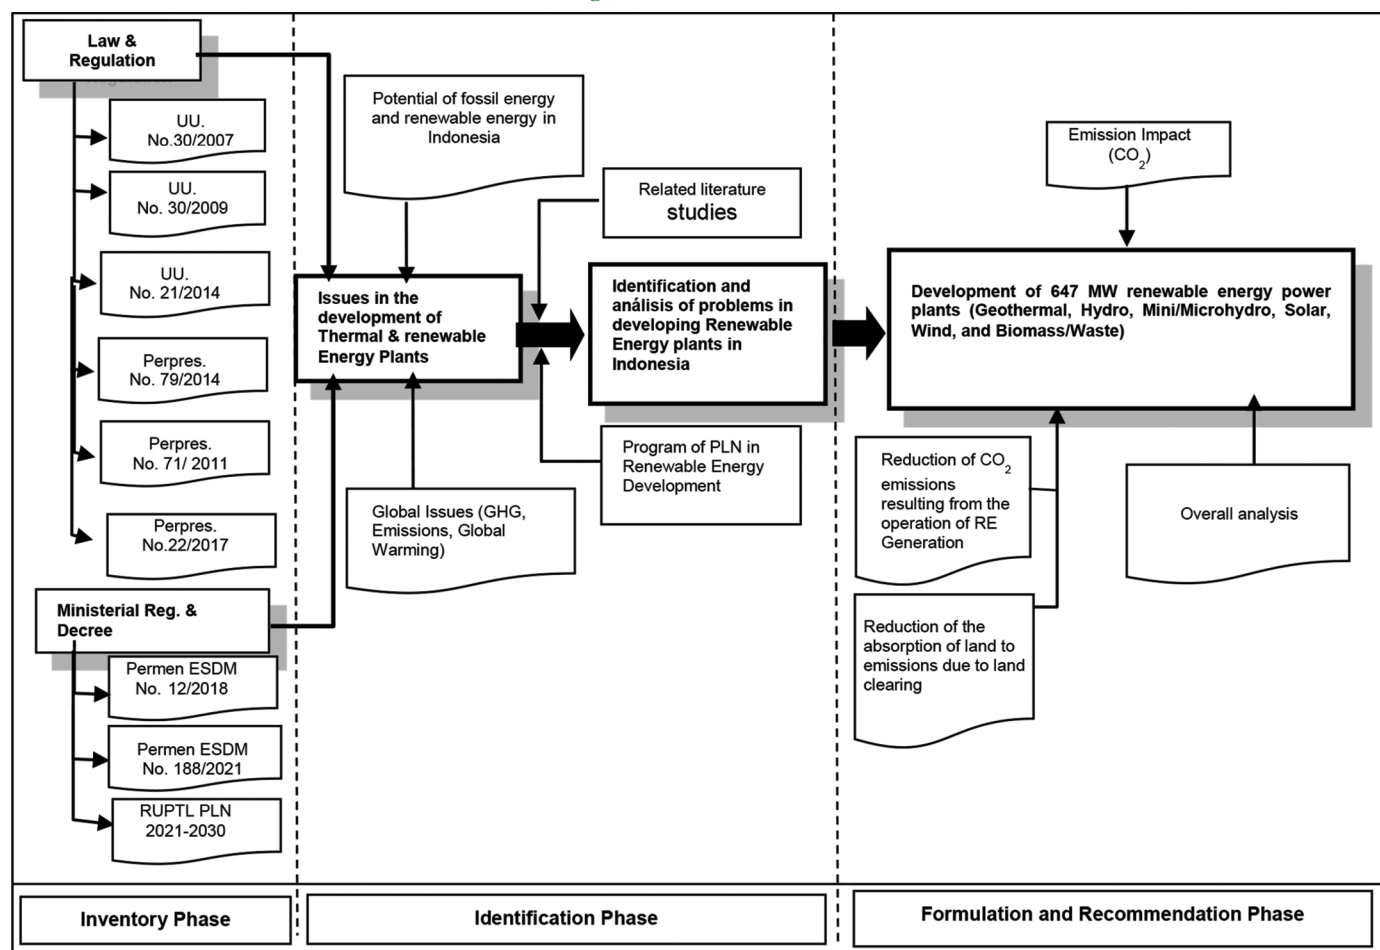 Law &
Regulation
UU.
No.30/2007
UU.
No. 30/2009
UU.
No. 21/2014
Perpres.
No. 79/2014
Perpres.
No. 71/ 2011
Perpres.
No.22/2017
Ministerial Reg. &
Decree
Permen ESDM
No. 12/2018
Permen ESDM
No. 188/2021
RUPTL PLN
2021-2030
Inventory Phase
Potential of fossil energy
and renewable energy in
Indonesia
Related literature
studies
Issues in the
development of
Thermal & renewable
Energy Plants
Identification and
análisis of problems in
developing Renewable
Energy plants in
Indonesia
Program of PLN in
Renewable Energy
Development
Global Issues (GHG,
Emissions, Global
Warming)
Identification Phase
Emission Impact
(CO₂)
Development of 647 MW renewable energy power
plants (Geothermal, Hydro, Mini/Microhydro, Solar,
Wind, and Biomass/Waste)
Reduction of CO₂
emissions
resulting from the
operation of RE
Generation
Overall analysis
Reduction of the
absorption of land to
emissions due to land
clearing
Formulation and Recommendation Phase